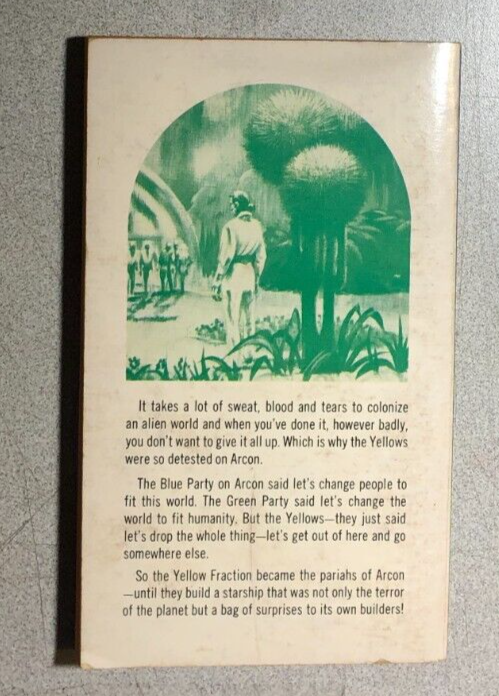 It takes a lot of sweat, blood and tears to colonize
an alien world and when you've done it, however badly,
you don't want to give it all up. Which is why the Yellows
were so detested on Arcon.
The Blue Party on Arcon said let's change people to
fit this world. The Green Party said let's change the
world to fit humanity. But the Yellows—they just said
let's drop the whole thing—let's get out of here and go
somewhere else.
So the Yellow Fraction became the pariahs of Arcon
—until they build a starship that was not only the terror
of the planet but a bag of surprises to its own builders!